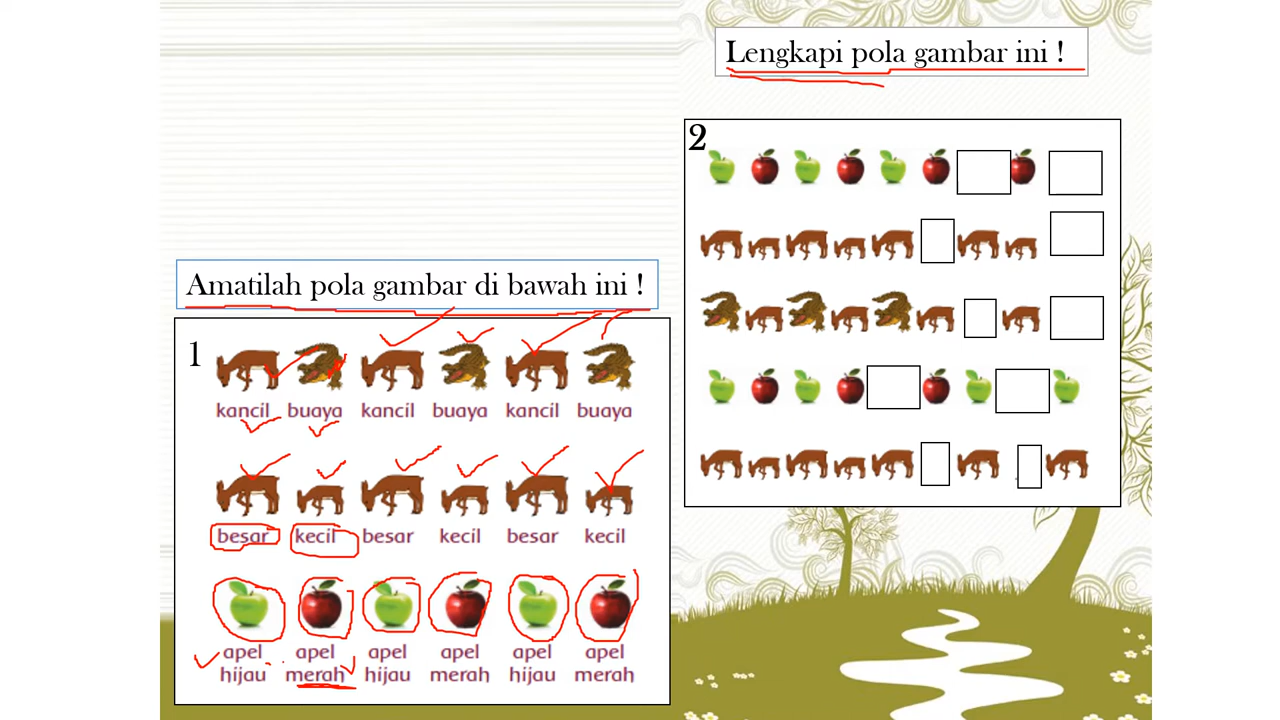 Amatilah pola gambar di bawah ini !
1
kancil buaya kancil buaya kancil buaya
besar kecil besar kecil besar kecil
apel apel apel apel apel apel
hijau merah hijau merah hijau merah
Lengkapi pola gambar ini !
2